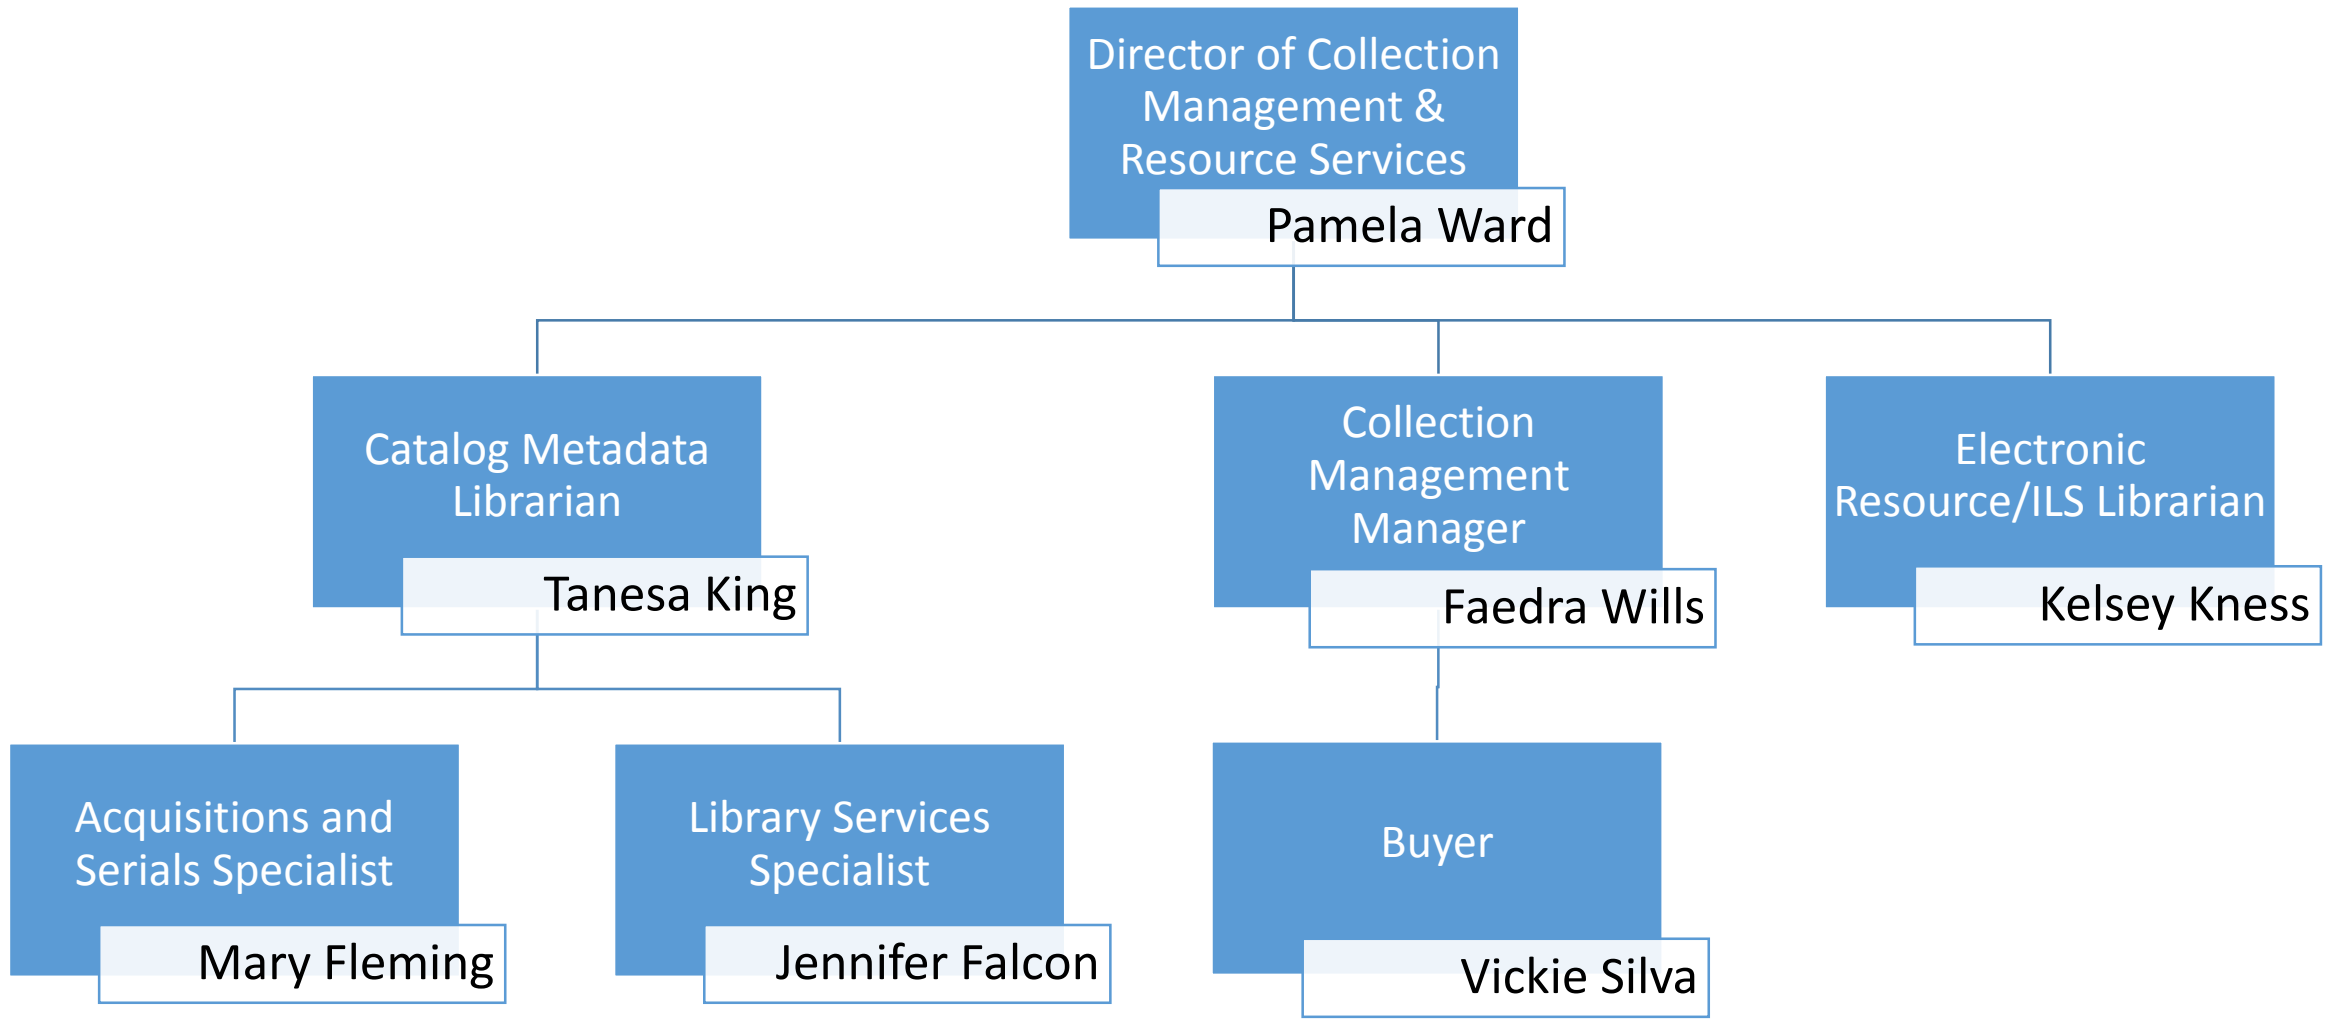 Director of Collection
Management &
Resource Services
Pamela Ward
Catalog Metadata
Librarian
Tanesa King
Collection
Management
Manager
Faedra Wills
Electronic
Resource/ILS Librarian
Kelsey Kness
Acquisitions and
Serials Specialist
Mary Fleming
Library Services
Specialist
Jennifer Falcon
Buyer
Vickie Silva